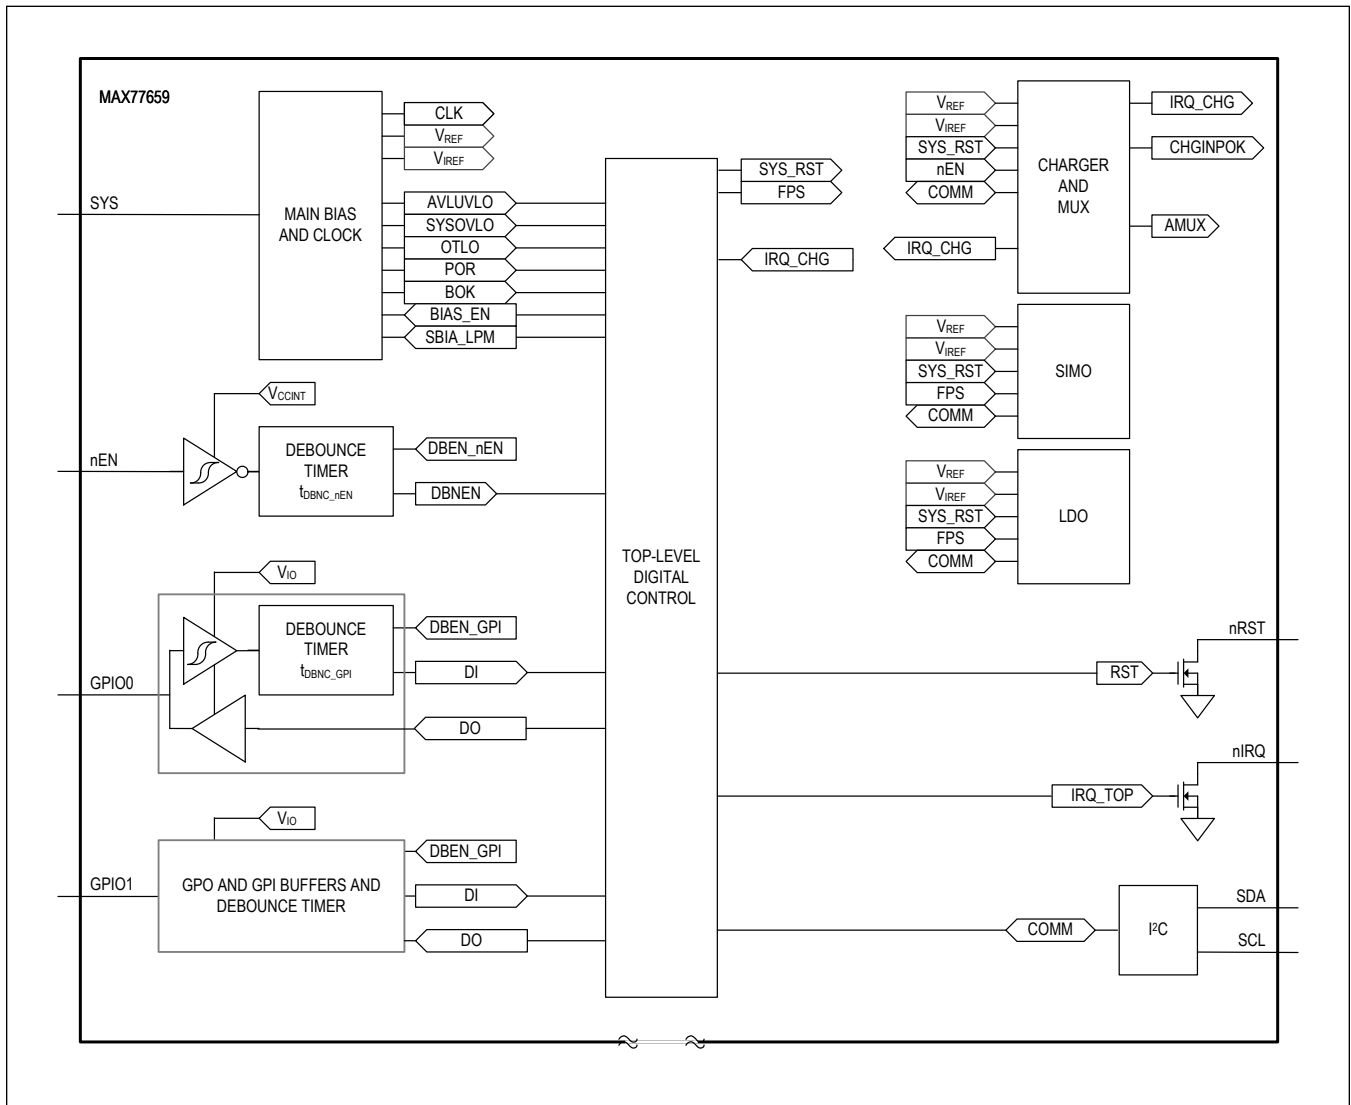 MAX77659
SYS
MAIN BIAS
AND CLOCK
CLK
VREF
VIREF
AVLUVLO
SYSOVLO
OTLO
POR
BOK
BIAS_EN
SBIA_LPM
VCCINT
nEN
DEBOUNCE
TIMER
tDBNC_nEN
DBEN_nEN
DBNEN
VIO
GPIO0
DEBOUNCE
TIMER
tDBNC_GPI
DBEN_GPI
DI
DO
VIO
GPIO1
GPO AND GPI BUFFERS AND
DEBOUNCE TIMER
DBEN_GPI
DI
DO
TOP-LEVEL
DIGITAL
CONTROL
SYS_RST
FPS
IRQ_CHG
VREF
VIREF
SYS_RST
nEN
COMM
IRQ_CHG
CHARGER
AND
MUX
IRQ_CHG
CHGINPOK
AMUX
VREF
VIREF
SYS_RST
FPS
COMM
SIMO
VREF
VIREF
SYS_RST
FPS
COMM
LDO
RST
nRST
IRQ_TOP
nIRQ
COMM
I²C
SDA
SCL